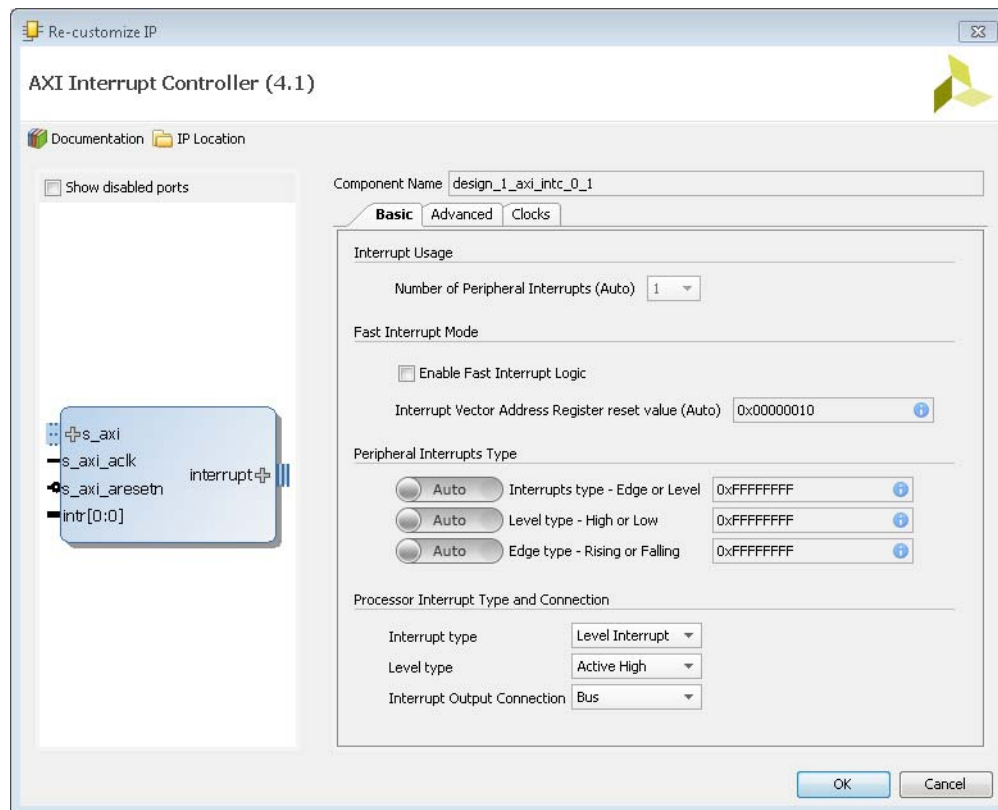 Re-customize IP
AXI Interrupt Controller (4.1)
Documentation IP Location
Show disabled ports
s_axi
s_axi_aclk
s_axi_aresetn
intr[0:0]
interrupt
Component Name design_1_axi_intc_0_1
Basic Advanced Clocks
Interrupt Usage
Number of Peripheral Interrupts (Auto) 1
Fast Interrupt Mode
Enable Fast Interrupt Logic
Interrupt Vector Address Register reset value (Auto) 0x00000010
Peripheral Interrupts Type
Auto Interrupts type - Edge or Level 0xFFFFFFFF
Auto Level type - High or Low 0xFFFFFFFF
Auto Edge type - Rising or Falling 0xFFFFFFFF
Processor Interrupt Type and Connection
Interrupt type Level Interrupt
Level type Active High
Interrupt Output Connection Bus
OK Cancel